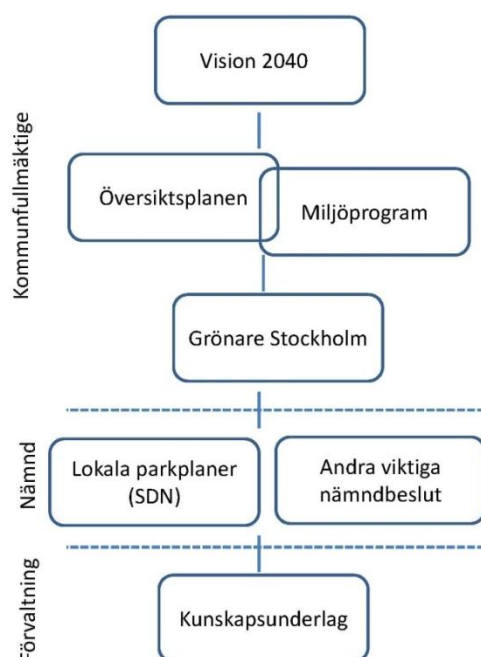 Kommunfullmäktige
Vision 2040
Översiktsplanen
Miljöprogram
Grönare Stockholm
Nämnd
Lokala parkplaner
(SDN)
Andra viktiga
nämndbeslut
Förvaltning
Kunskapsunderlag